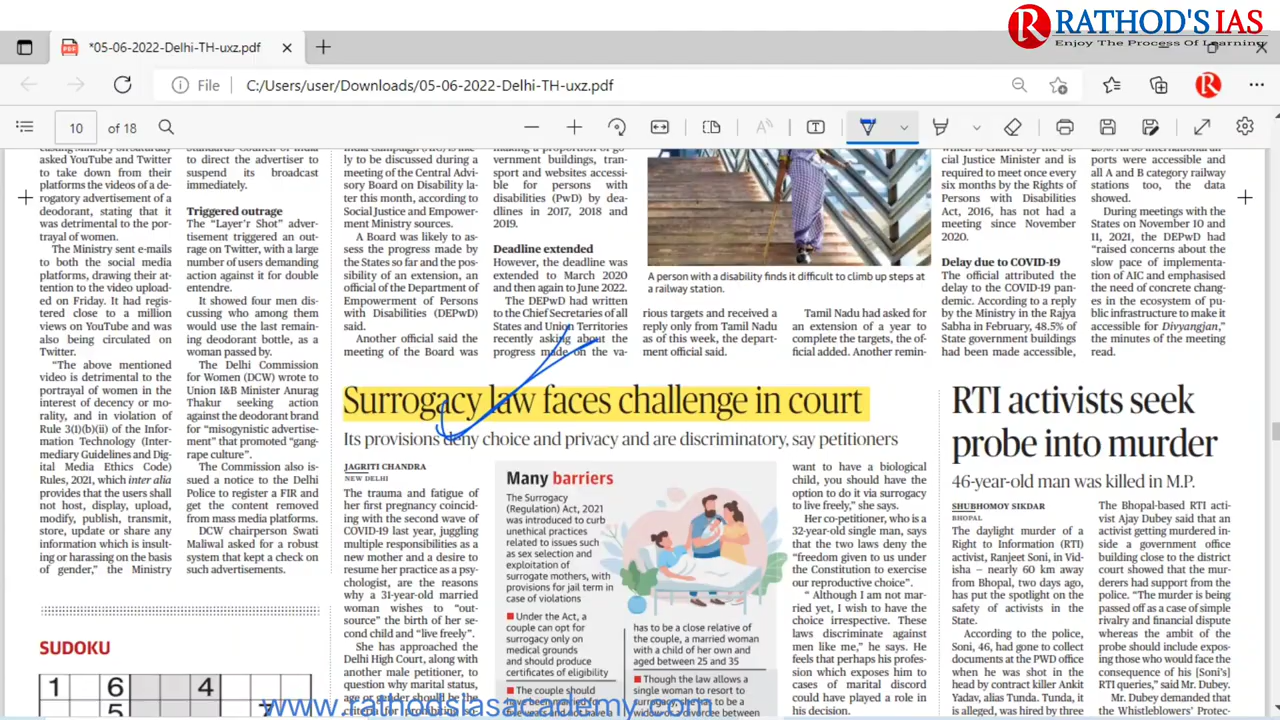 RATHOD'S IAS
Enjoy The Process Of Learning
*05-06-2022-Delhi-TH-uxz.pdf
File
C:/Users/user/Downloads/05-06-2022-Delhi-TH-uxz.pdf
10 of 18
asked YouTube and Twitter
to take down from their
platforms the videos of a de-
rogatory advertisement of a
deodorant, stating that it
was detrimental to the por-
trayal of women.
The Ministry sent e-mails
to both the social media
platforms, drawing their at-
tention to the video upload-
ed on Friday. It had regis-
tered close to a million
views on YouTube and was
also being circulated on
Twitter.
"The above mentioned
video is detrimental to the
portrayal of women in the
interest of decency or mo-
rality, and in violation of
Rule 3(1)(b)(ii) of the
Information Technology (Inter-
mediary Guidelines and Dig-
ital Media Ethics Code)
Rules, 2021, which inter alia
provides that the users shall
not host, display, upload,
modify, publish, transmit,
store, update or share any
information which is insult-
ing or harassing on the basis
of gender," the Ministry
to direct the advertiser to
suspend its broadcast
immediately.
Triggered outrage
The "Layer'r Shot" adver-
tisement triggered an out-
rage on Twitter, with a large
number of users demanding
action against it for double
entendre.
It showed four men dis-
cussing who among them
would use the last remain-
ing deodorant bottle, as a
woman passed by.
The Delhi Commission
for Women (DCW) wrote to
Union I&B Minister Anurag
Thakur seeking action
against the deodorant brand
for "misogynistic advertise-
ment" that promoted "gang-
rape culture".
The Commission also is-
sued a notice to the Delhi
Police to register a FIR and
get the content removed
from mass media platforms.
DCW chairperson Swati
Maliwal asked for a robust
system that kept a check on
such advertisements.
SUDOKU
1 6 4
5 7
ly to be discussed during a
meeting of the Central Advi-
sory Board on Disability la-
ter this month, according to
Social Justice and Empower-
ment Ministry sources.
A Board was likely to as-
sess the progress made by
the States so far and the pos-
sibility of an extension, an
official of the Department of
Empowerment of Persons
with Disabilities (DEPwD)
said.
Another official said the
meeting of the Board was
vernment buildings, tran-
sport and websites accessi-
ble for persons with
disabilities (PwD) by dea-
dlines in 2017, 2018 and
2019.
Deadline extended
However, the deadline was
extended to March 2020
and then again to June 2022.
The DEPwD had written
to the Chief Secretaries of all
States and Union Territories
recently asking about the
progress made on the va-
A person with a disability finds it difficult to climb up steps at
a railway station.
rious targets and received a
reply only from Tamil Nadu
as of this week, the depart-
ment official said.
Tamil Nadu had asked for
an extension of a year to
complete the targets, the of-
ficial added. Another remin-
cial Justice Minister and is
required to meet once every
six months by the Rights of
Persons with Disabilities
Act, 2016, has not had a
meeting since November
2020.
Delay due to COVID-19
The official attributed the
delay to the COVID-19 pan-
demic. According to a reply
by the Ministry in the Rajya
Sabha in February, 48.5% of
State government buildings
had been made accessible,
ports were accessible and
all A and B category railway
stations too, the data
showed.
During meetings with the
States on November 10 and
11, 2021, the DEPwD had
"raised concerns about the
slow pace of implementa-
tion of AIC and emphasised
the need of concrete chang-
es in the ecosystem of pu-
blic infrastructure to make it
accessible for Divyangjan,"
the minutes of the meeting
read.
Surrogacy law faces challenge in court
Its provisions deny choice and privacy and are discriminatory, say petitioners
JAGRITI CHANDRA
NEW DELHI
The trauma and fatigue of
her first pregnancy coincid-
ing with the second wave of
COVID-19 last year, juggling
multiple responsibilities as a
new mother and a desire to
resume her practice as a psy-
chologist, are the reasons
why a 31-year-old married
woman wishes to "out-
source" the birth of her se-
cond child and "live freely".
She has approached the
Delhi High Court, along with
another male petitioner, to
question why marital status,
age or gender should be the
Many barriers
The Surrogacy
(Regulation) Act, 2021
was introduced to curb
unethical practices
related to issues such
as sex selection and
exploitation of
surrogate mothers, with
provisions for jail term in
case of violations
Under the Act, a
couple can opt for
surrogacy only on
medical grounds
and should produce
certificates of eligibility
The couple should
has to be a close relative of
the couple, a married woman
with a child of her own and
aged between 25 and 35
Though the law allows a
single woman to resort to
want to have a biological
child, you should have the
option to do it via surrogacy
to live freely," she says.
Her co-petitioner, who is a
32-year-old single man, says
that the two laws deny the
"freedom given to us under
the Constitution to exercise
our reproductive choice".
" Although I am not mar-
ried yet, I wish to have the
choice irrespective. These
laws discriminate against
men like me," he says. He
feels that perhaps his profes-
sion which exposes him to
cases of marital discord
could have played a role in
his decision.
RTI activists seek
probe into murder
46-year-old man was killed in M.P.
SHUBHOMOY SIKDAR
BHOPAL
The daylight murder of a
Right to Information (RTI)
activist, Ranjeet Soni, in Vid-
isha – nearly 60 km away
from Bhopal, two days ago,
has put the spotlight on the
safety of activists in the
State.
According to the police,
Soni, 46, had gone to collect
documents at the PWD office
when he was shot in the
head by contract killer Ankit
Yadav, alias Tunda. Tunda, it
is alleged, was hired by three
The Bhopal-based RTI acti-
vist Ajay Dubey said that an
activist getting murdered in-
side a government office
building close to the district
court showed that the mur-
derers had support from the
police. "The murder is being
passed off as a case of simple
rivalry and financial dispute
whereas the ambit of the
probe should include expo-
sing those who would face the
consequence of his [Soni's]
RTI queries," said Mr. Dubey.
Mr. Dubey demanded that
the Whistleblowers' Protec-
www.rathodsiasacademy.com